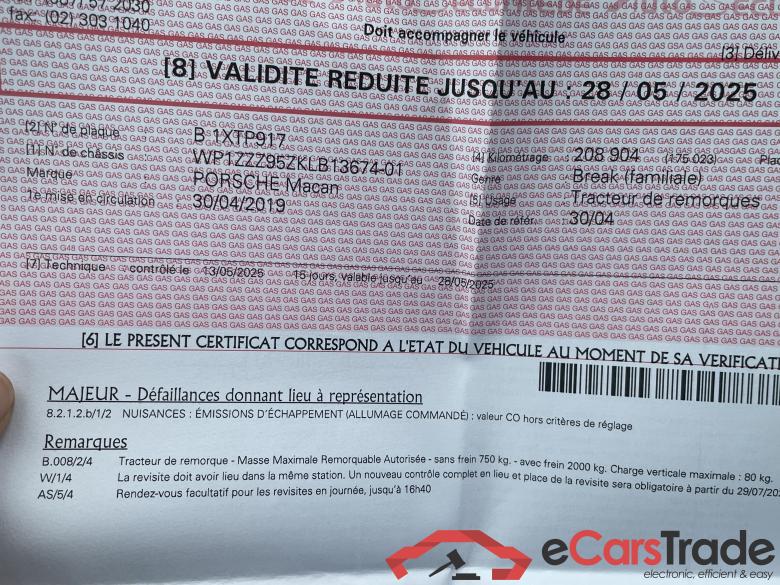 fax. (02) 303 1040
Doit accompagner le véhicule
[8] VALIDITE REDUITE JUSQU'AU : 28 / 05 / 2025
[2] N° de plaque B 1XTP917
[1] N. de châssis WP1ZZZ95ZKLB13674-01 [4] Kilométrage : 208 904 (175 023)
Marque PORSCHE Macan Genre Break (familiale)
1e mise en circulation 30/04/2019 [5] Usage Tracteur de remorques
Date de référ. 30/04
[7] Technique contrôlé le 13/05/2025 15 jours, valable jusqu'au 28/05/2025
[6] LE PRESENT CERTIFICAT CORRESPOND A L'ETAT DU VEHICULE AU MOMENT DE SA
MAJEUR - Défaillances donnant lieu à représentation
8.2.1.2.b/1/2 NUISANCES : ÉMISSIONS D'ÉCHAPPEMENT (ALLUMAGE COMMANDÉ) : valeur CO hors critères de réglage
Remarques
B.008/2/4 Tracteur de remorque - Masse Maximale Remorquable Autorisée - sans frein 750 kg. - avec frein 2000 kg. Charge verticale maximale : 80 kg.
W/1/4 La revisite doit avoir lieu dans la même station. Un nouveau contrôle complet en lieu et place de la revisite sera obligatoire à partir du 29/07/202
AS/5/4 Rendez-vous facultatif pour les revisites en journée, jusqu'à 16h40
eCarsTrade
electronic, efficient & easy